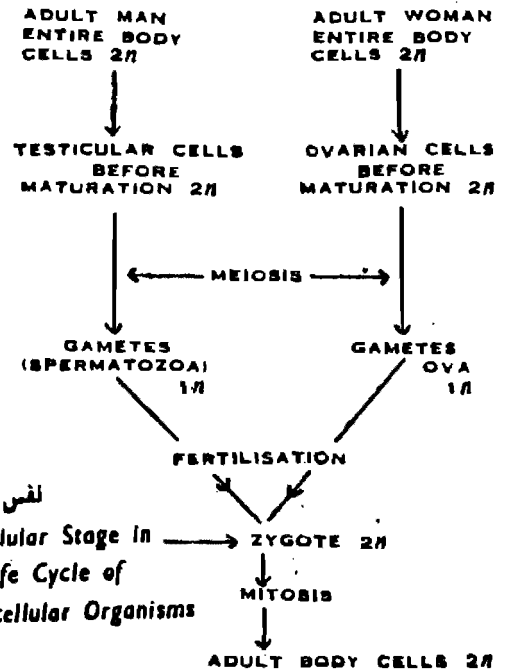 ADULT MAN
ENTIRE BODY
CELLS 2n
ADULT WOMAN
ENTIRE BODY
CELLS 2n
TESTICULAR CELLS
BEFORE
MATURATION 2n
OVARIAN CELLS
BEFORE
MATURATION 2n
MEIOSIS
GAMETES
(SPERMATOZOA)
1n
GAMETES
OVA
1n
FERTILISATION
نفس
lular Stage in
fe Cycle of
cellular Organisms
ZYGOTE 2n
MITOSIS
ADULT BODY CELLS 2n